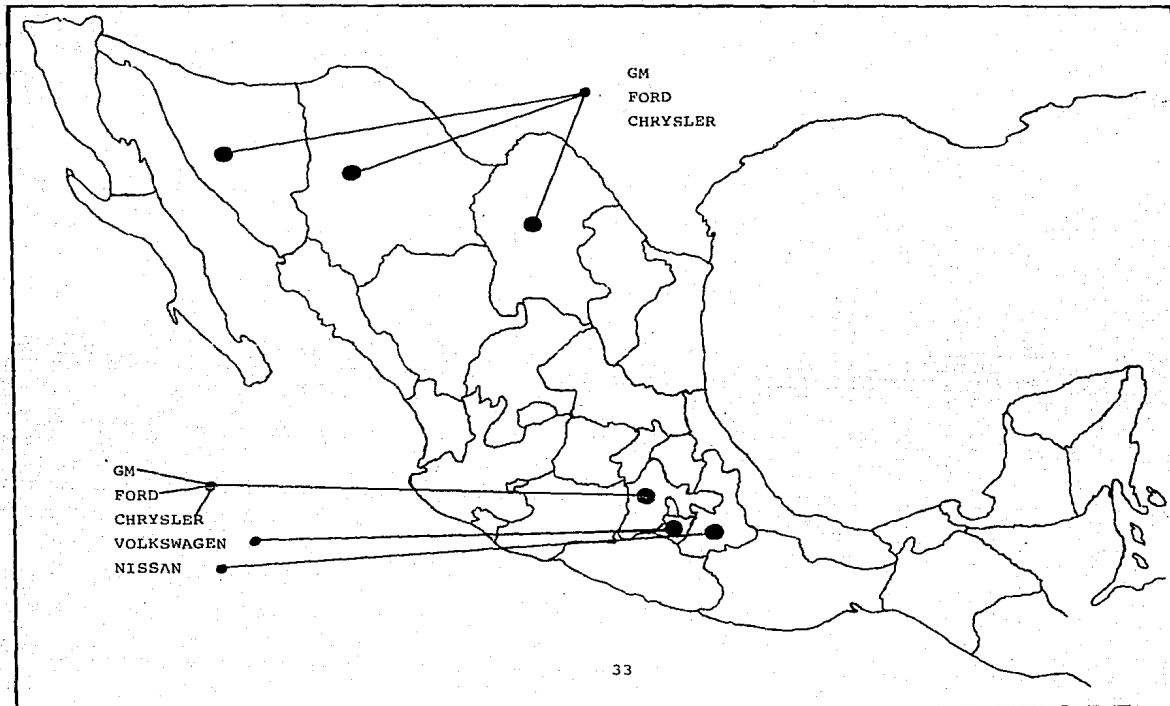 GM
FORD
CHRYSLER
GM
FORD
CHRYSLER
VOLKSWAGEN
NISSAN
33